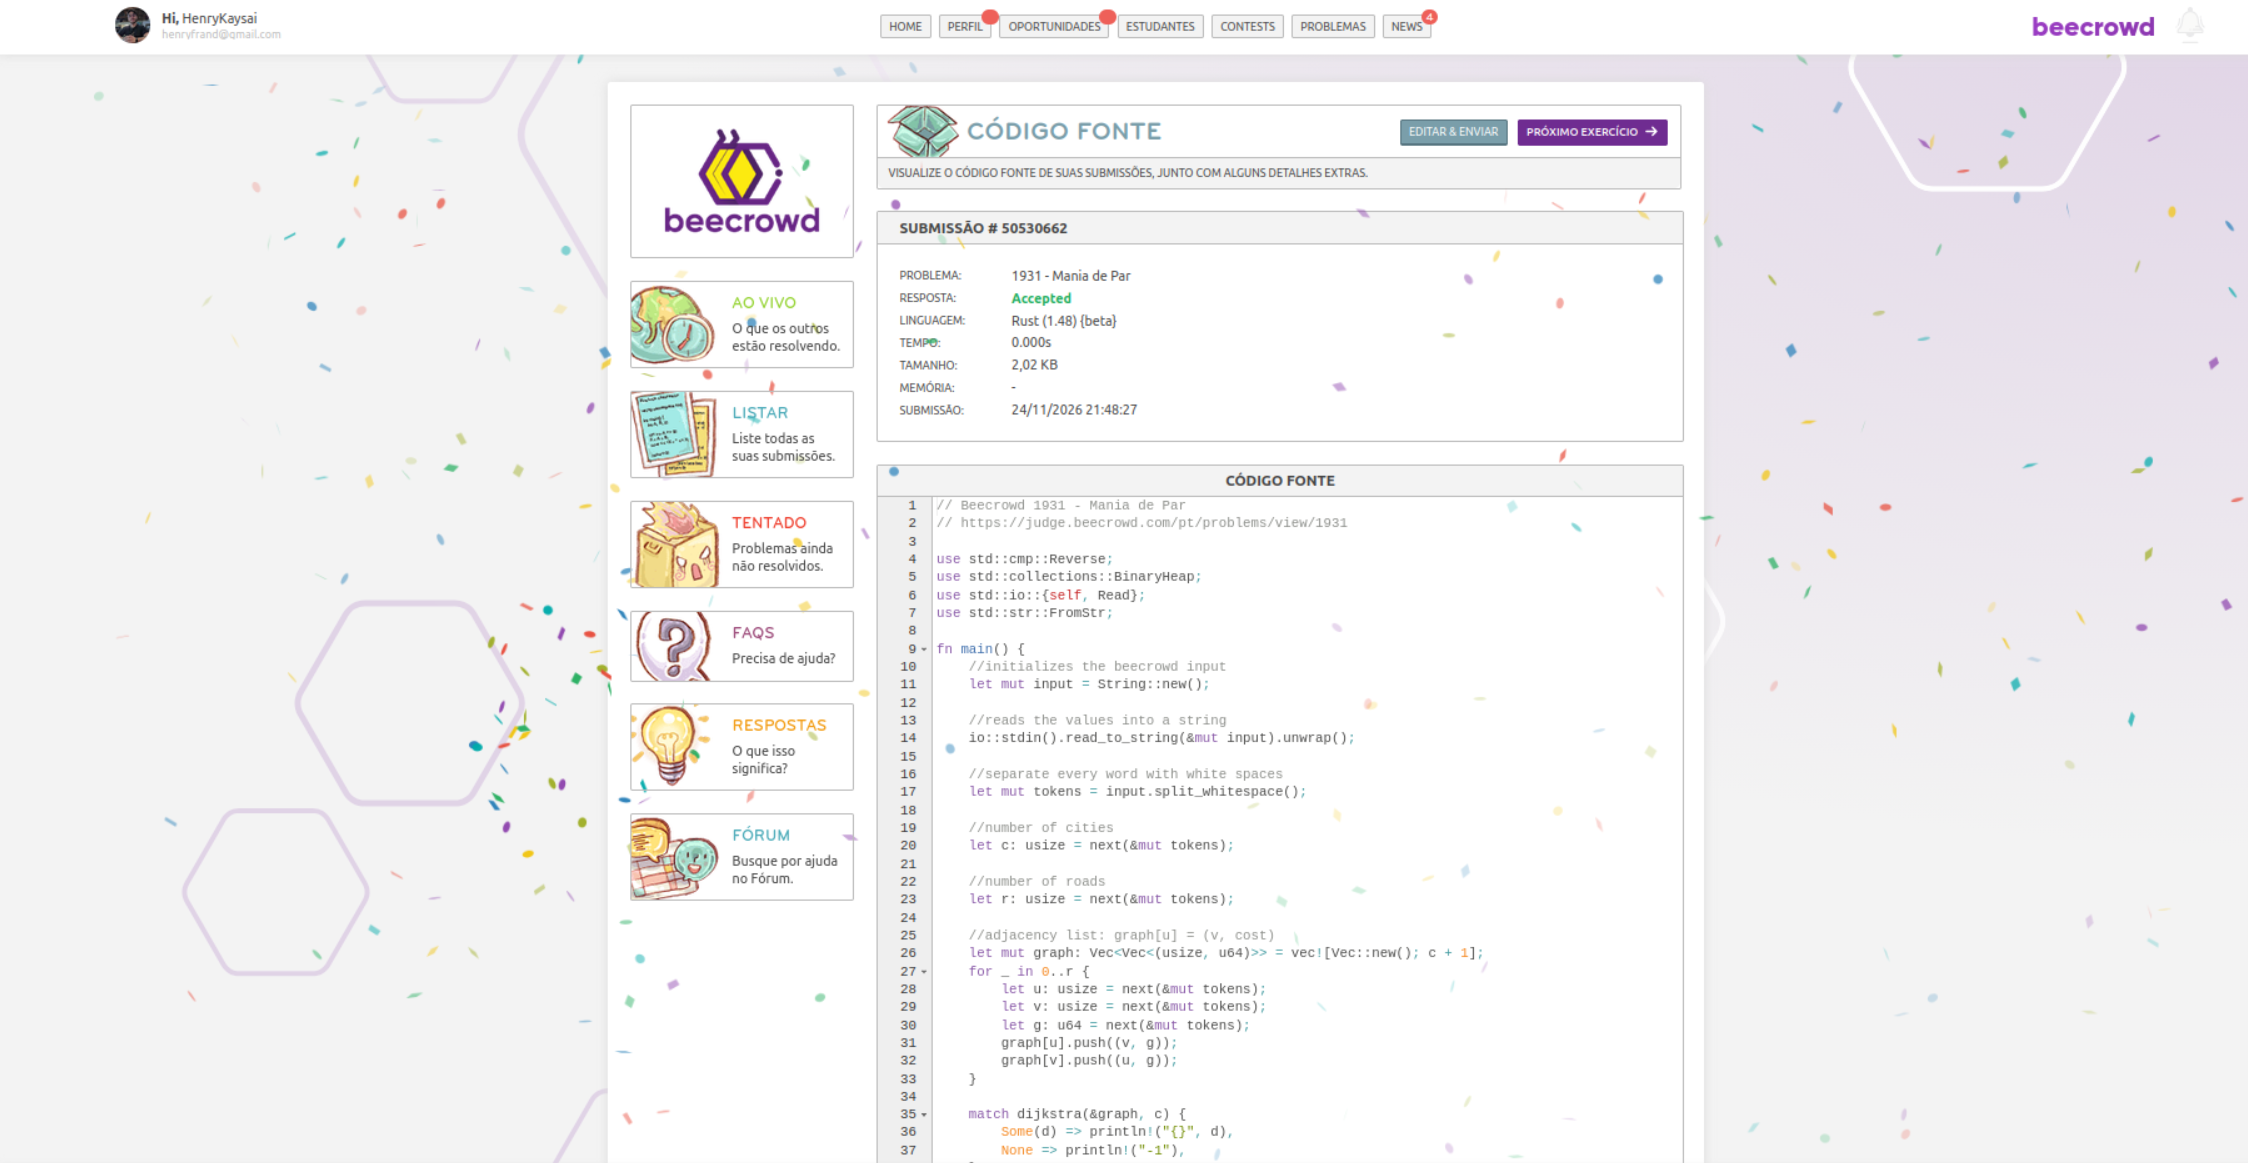 Hi, HenryKaysai
henryfrand@gmail.com
HOME
PERFIL
OPORTUNIDADES
ESTUDANTES
CONTESTS
PROBLEMAS
NEWS
4
beecrowd
beecrowd
CÓDIGO FONTE
EDITAR & ENVIAR
PRÓXIMO EXERCÍCIO →
VISUALIZE O CÓDIGO FONTE DE SUAS SUBMISSÕES, JUNTO COM ALGUNS DETALHES EXTRAS.
AO VIVO
O que os outros
estão resolvendo.
LISTAR
Liste todas as
suas submissões.
TENTADO
Problemas ainda
não resolvidos.
FAQS
Precisa de ajuda?
RESPOSTAS
O que isso
significa?
FÓRUM
Busque por ajuda
no Fórum.
SUBMISSÃO # 50530662
PROBLEMA: 1931 - Mania de Par
RESPOSTA: Accepted
LINGUAGEM: Rust (1.48) {beta}
TEMPO: 0.000s
TAMANHO: 2,02 KB
MEMÓRIA: -
SUBMISSÃO: 24/11/2026 21:48:27
CÓDIGO FONTE
1 // Beecrowd 1931 - Mania de Par
2 // https://judge.beecrowd.com/pt/problems/view/1931
3
4 use std::cmp::Reverse;
5 use std::collections::BinaryHeap;
6 use std::io::{self, Read};
7 use std::str::FromStr;
8
9 fn main() {
10     //initializes the beecrowd input
11     let mut input = String::new();
12
13     //reads the values into a string
14     io::stdin().read_to_string(&mut input).unwrap();
15
16     //separate every word with white spaces
17     let mut tokens = input.split_whitespace();
18
19     //number of cities
20     let c: usize = next(&mut tokens);
21
22     //number of roads
23     let r: usize = next(&mut tokens);
24
25     //adjacency list: graph[u] = (v, cost)
26     let mut graph: Vec<Vec<(usize, u64)>> = vec![Vec::new(); c + 1];
27     for _ in 0..r {
28         let u: usize = next(&mut tokens);
29         let v: usize = next(&mut tokens);
30         let g: u64 = next(&mut tokens);
31         graph[u].push((v, g));
32         graph[v].push((u, g));
33     }
34
35     match dijkstra(&graph, c) {
36         Some(d) => println!("{}", d),
37         None => println!("-1"),